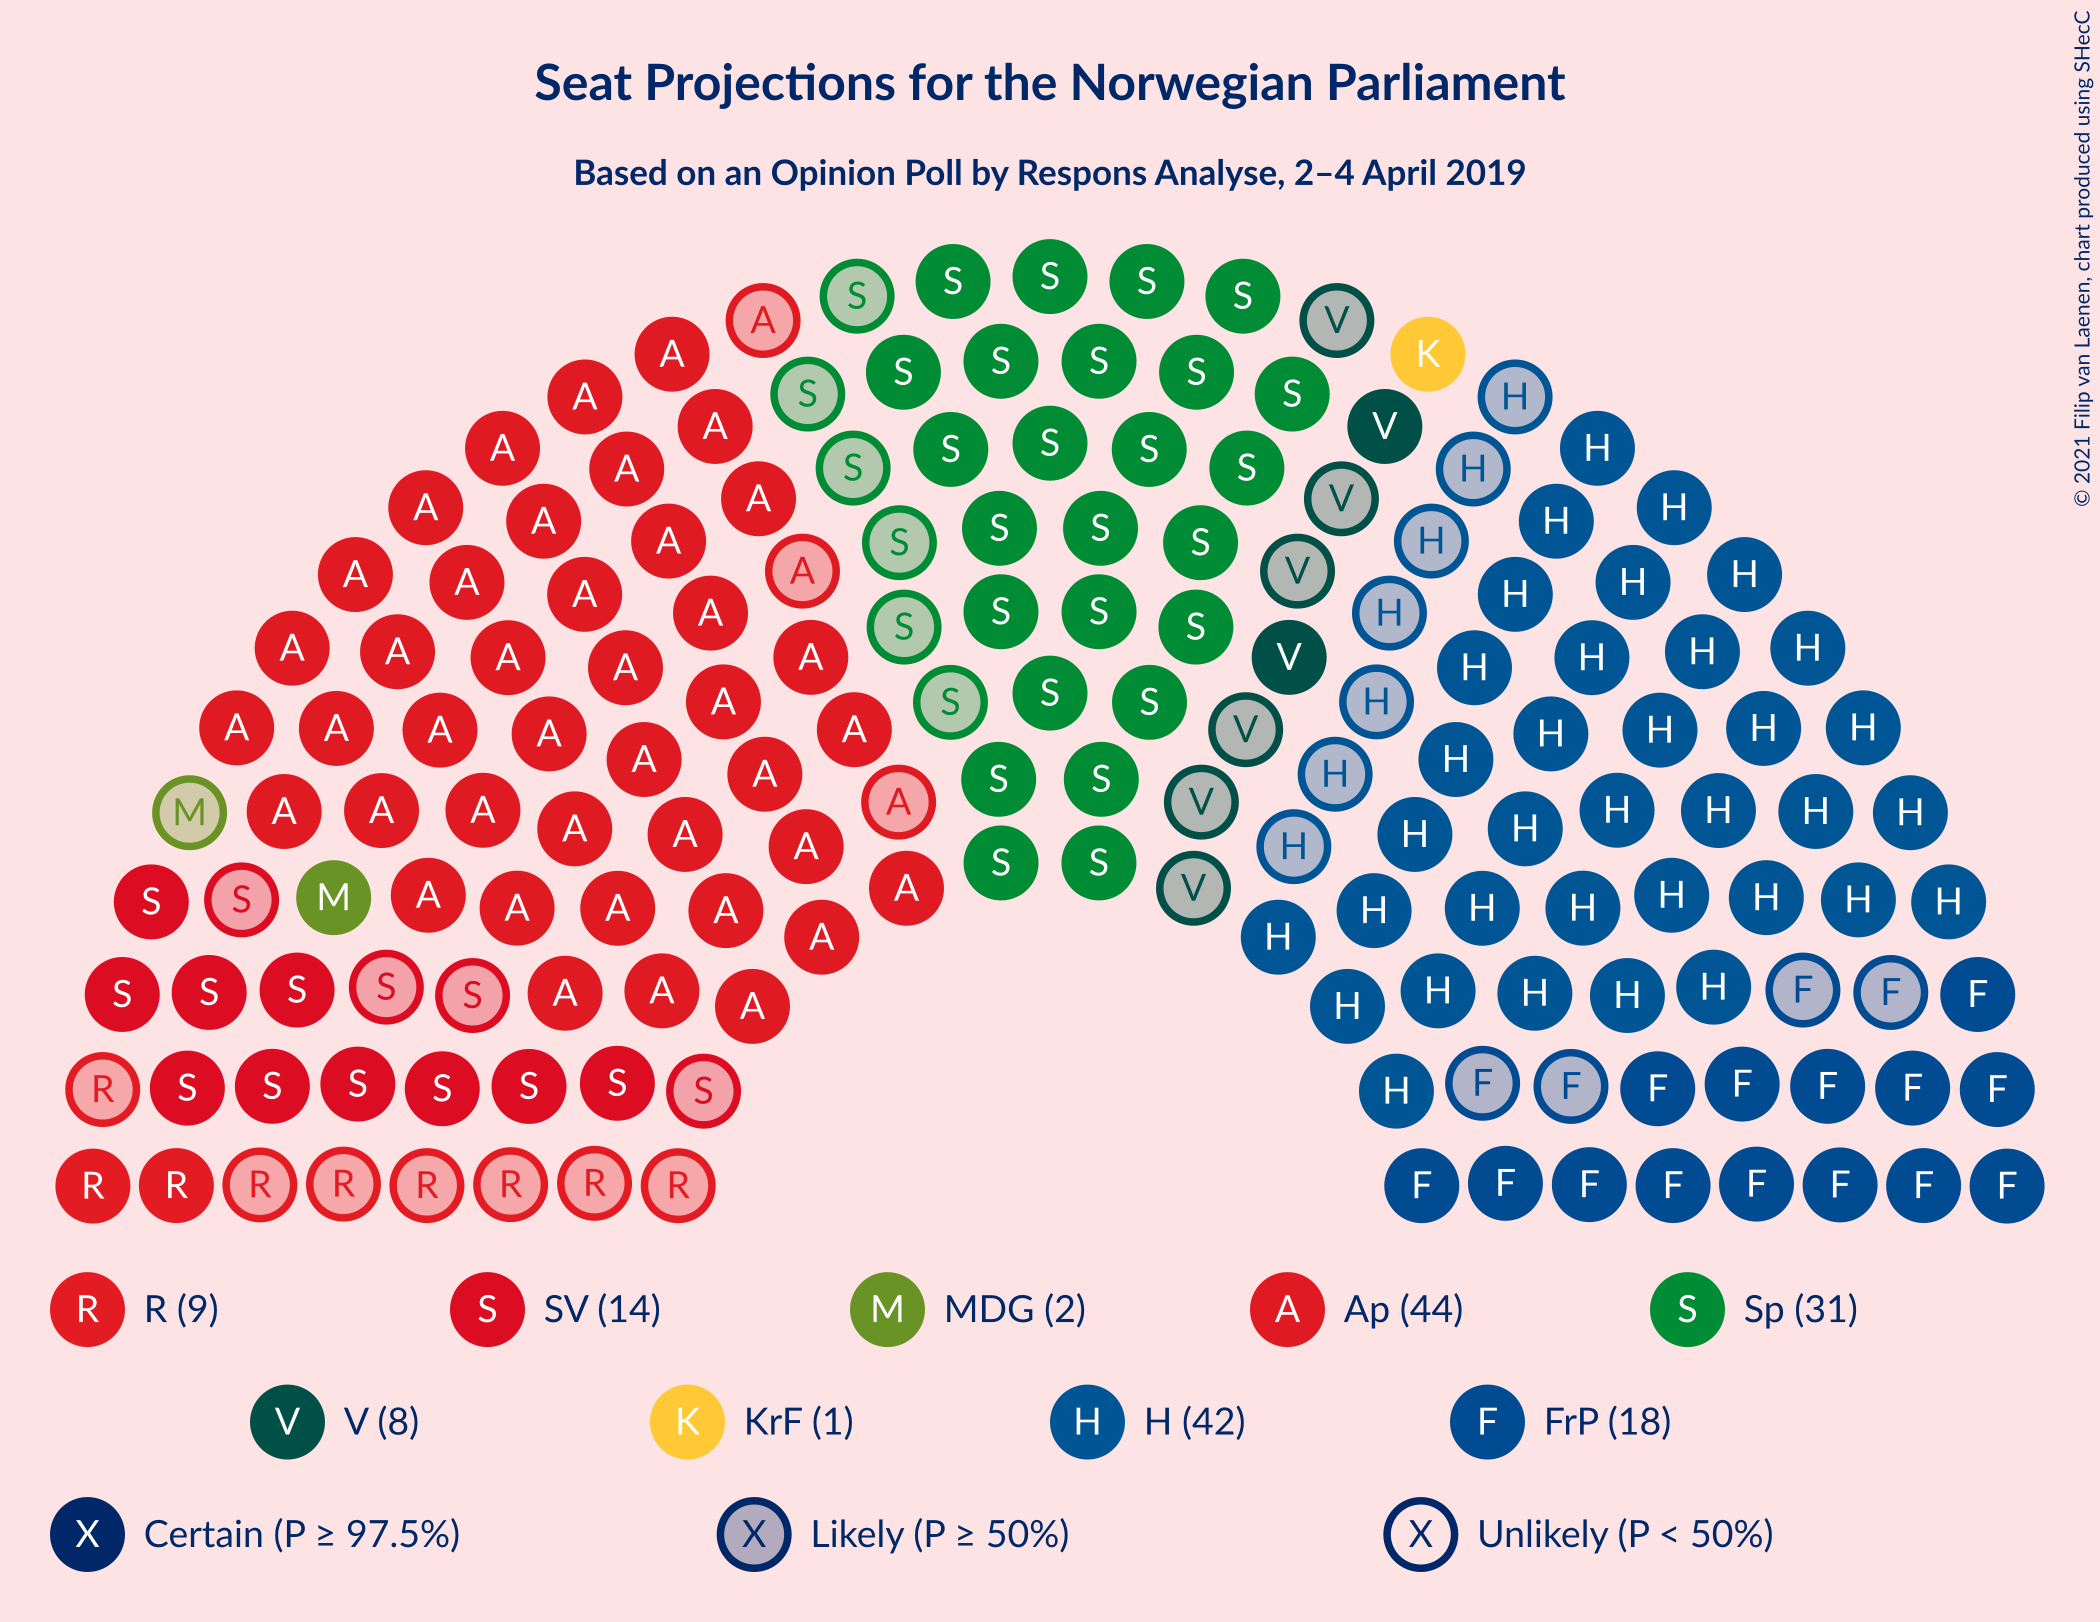 Seat Projections for the Norwegian Parliament
Based on an Opinion Poll by Respons Analyse, 2–4 April 2019
© 2021 Filip van Laenen, chart produced using SHecC
S S S S S
A V
A K
S S S S S S
A H
A V H
S S S S S
A A H H
A A V H
S S S S
A A A V H H H
A A A H H H
S S S S
A A A V H H H
A A A V H H H
S S S
A A A A V H H H H
A A A A H H H H
S S
M A A A A A A A V H H H H H H H
S S
S S M A A A A A A V H H H H H H H H
S S S S S A A A H H H H H F F F
R S S S S S S S H F F F F F F F
R R R R R R R R F F F F F F F F
R R (9) S SV (14) M MDG (2) A Ap (44) S Sp (31)
V V (8) K KrF (1) H H (42) F FrP (18)
X Certain (P ≥ 97.5%) X Likely (P ≥ 50%) X Unlikely (P < 50%)